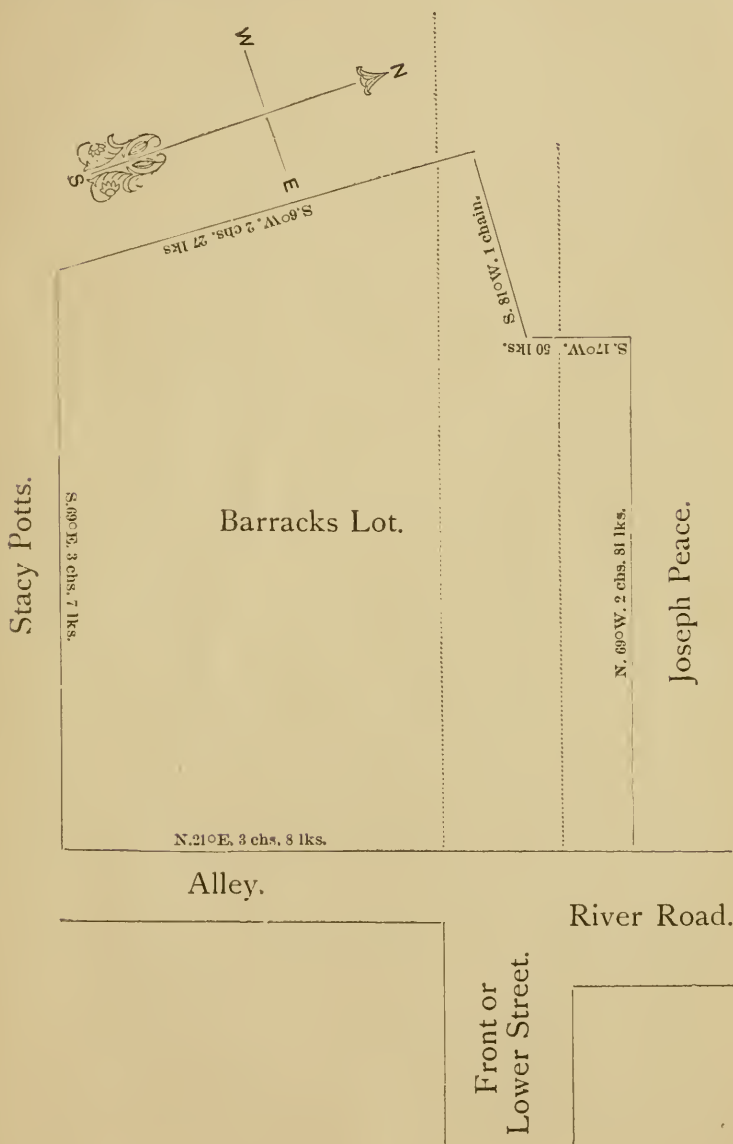 W
N
S
E
S. 6°W. 2 chs. 27 lks
S. 81°W. 1 chain.
S. 17°W. 50 lks.
Stacy Potts.
S. 69°E. 3 chs. 7 lks.
Barracks Lot.
N. 69°W. 2 chs. 81 lks.
Joseph Peace.
N. 21°E. 3 chs. 8 lks.
Alley.
River Road.
Front or
Lower Street.